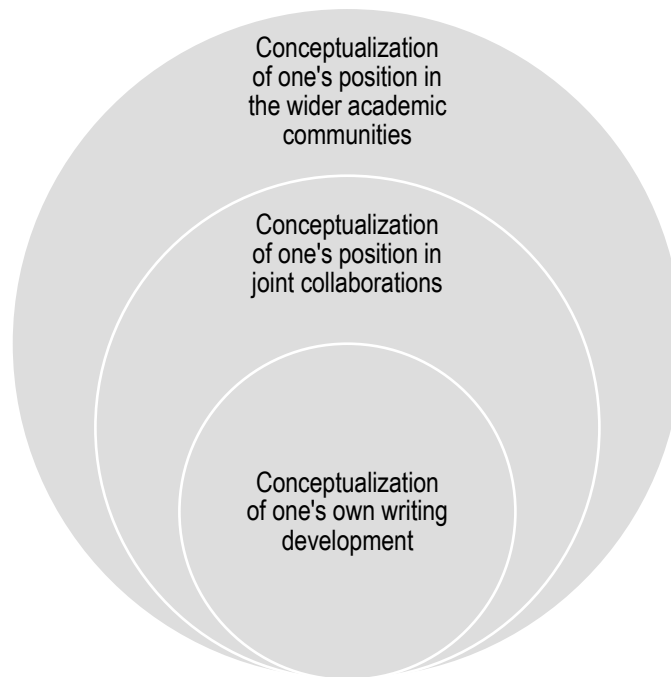 Conceptualization
of one's position in
the wider academic
communities
Conceptualization
of one's position in
joint collaborations
Conceptualization
of one's own writing
development